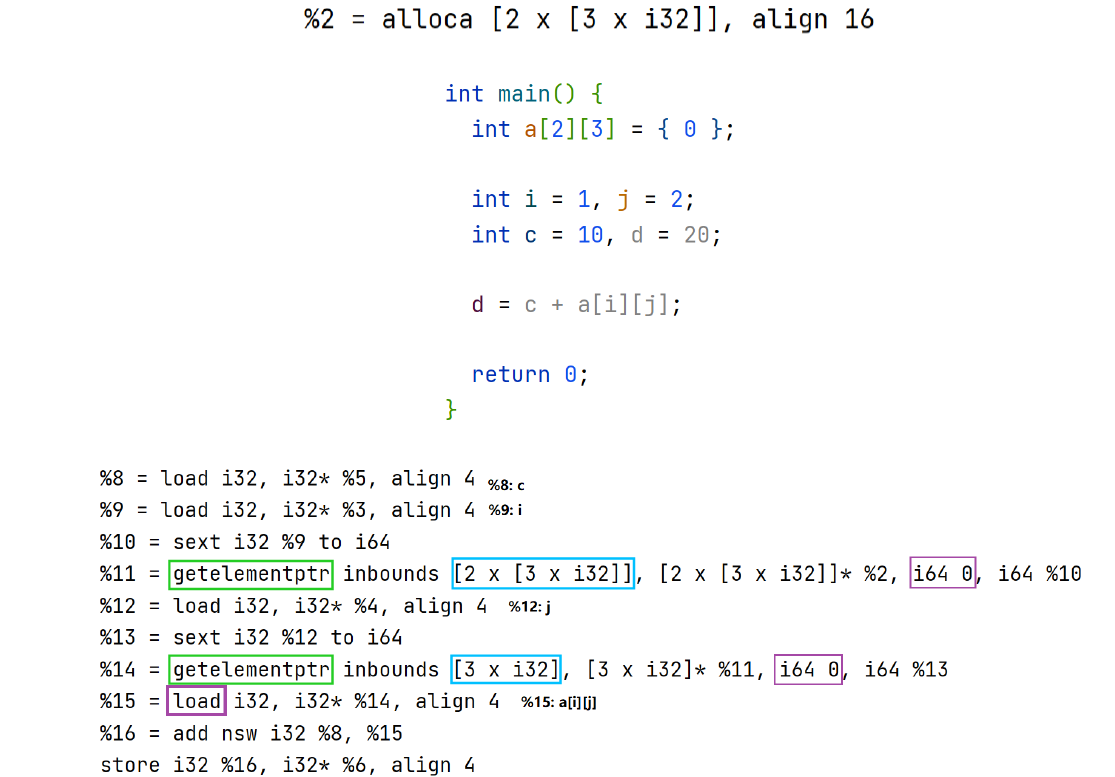 %2 = alloca [2 x [3 x i32]], align 16
int main() {
int a[2][3] = { 0 };
int i = 1, j = 2;
int c = 10, d = 20;
d = c + a[i][j];
return 0;
}
%8 = load i32, i32* %5, align 4 %8: c
%9 = load i32, i32* %3, align 4 %9: i
%10 = sext i32 %9 to i64
%11 = getelementptr inbounds [2 x [3 x i32]], [2 x [3 x i32]]* %2, i64 0, i64 %10
%12 = load i32, i32* %4, align 4 %12: j
%13 = sext i32 %12 to i64
%14 = getelementptr inbounds [3 x i32], [3 x i32]* %11, i64 0, i64 %13
%15 = load i32, i32* %14, align 4 %15: a[i][j]
%16 = add nsw i32 %8, %15
store i32 %16, i32* %6, align 4